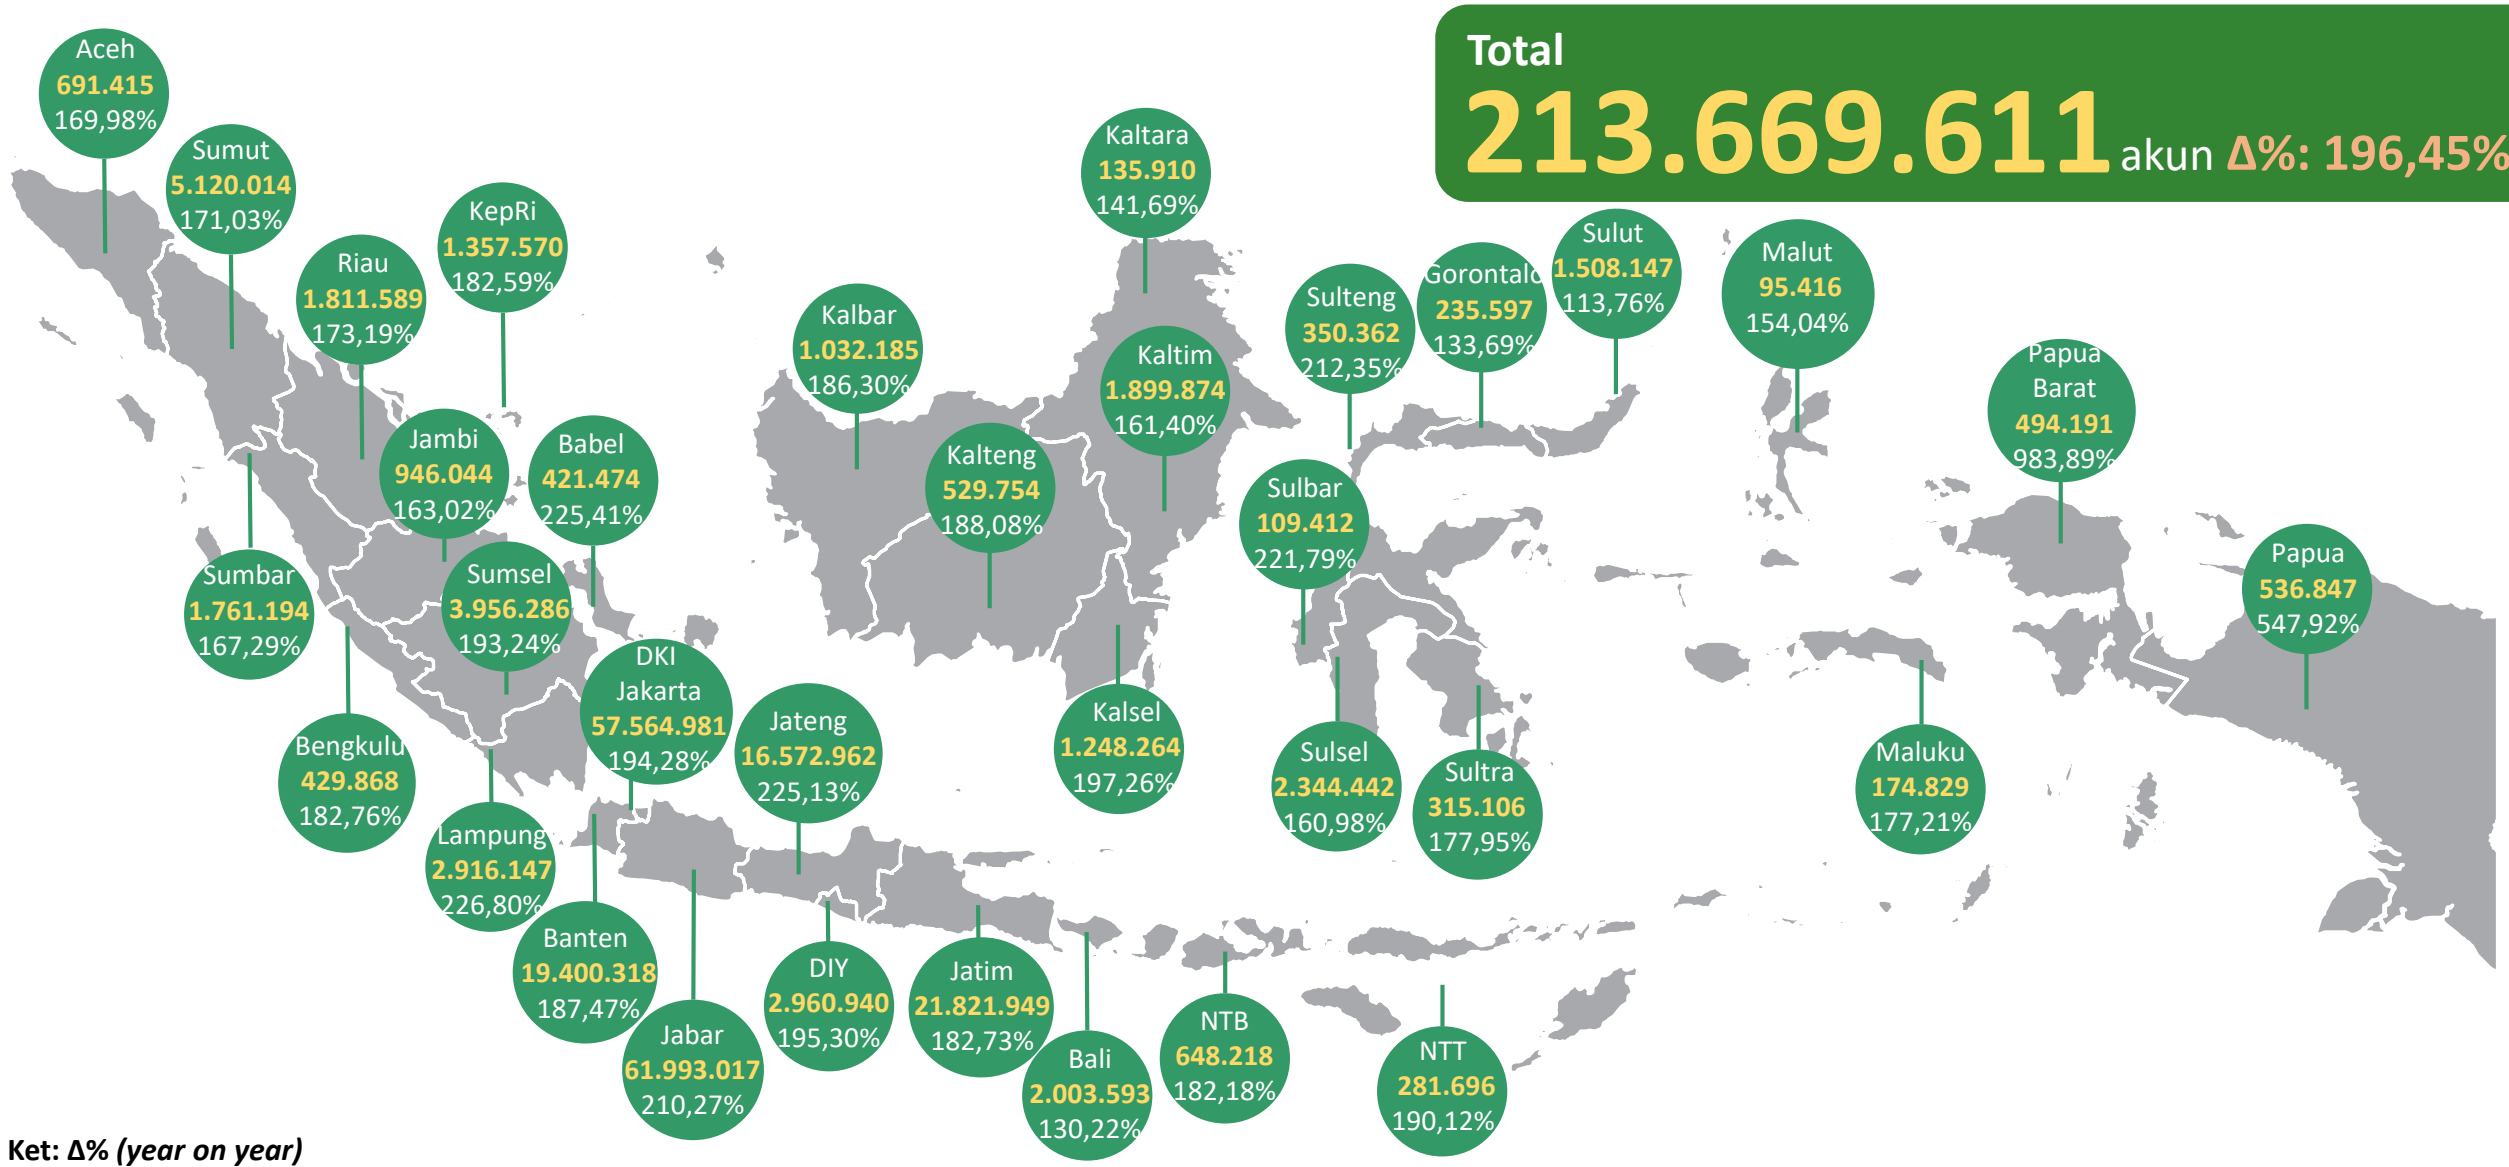 Total
213.669.611 akun Δ%: 196,45%
Aceh
691.415
169,98%
Sumut
5.120.014
171,03%
Riau
1.811.589
173,19%
KepRi
1.357.570
182,59%
Jambi
946.044
163,02%
Babel
421.474
225,41%
Sumbar
1.761.194
167,29%
Sumsel
3.956.286
193,24%
Bengkulu
429.868
182,76%
Lampung
2.916.147
226,80%
DKI
Jakarta
57.564.981
194,28%
Jateng
16.572.962
225,13%
Banten
19.400.318
187,47%
Jabar
61.993.017
210,27%
DIY
2.960.940
195,30%
Jatim
21.821.949
182,73%
Bali
2.003.593
130,22%
NTB
648.218
182,18%
NTT
281.696
190,12%
Kalbar
1.032.185
186,30%
Kalteng
529.754
188,08%
Kaltara
135.910
141,69%
Kaltim
1.899.874
161,40%
Kalsel
1.248.264
197,26%
Sulteng
350.362
212,35%
Gorontalo
235.597
133,69%
Sulut
1.508.147
113,76%
Sulbar
109.412
221,79%
Sulsel
2.344.442
160,98%
Sultra
315.106
177,95%
Malut
95.416
154,04%
Maluku
174.829
177,21%
Papua
Barat
494.191
983,89%
Papua
536.847
547,92%
Ket: Δ% (year on year)